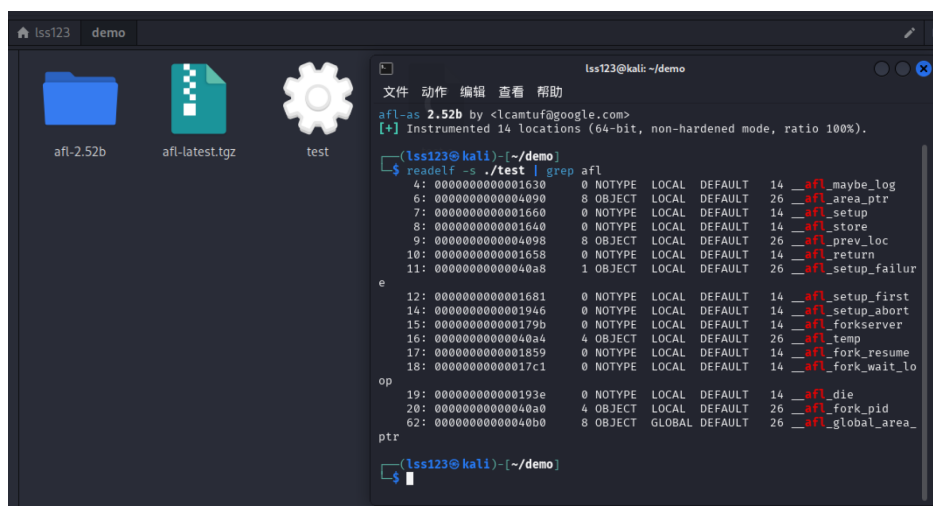 lss123 demo
afl-2.52b
afl-latest.tgz
test
lss123@kali: ~/demo
文件 动作 编辑 查看 帮助
afl-as 2.52b by <lcamtuf@google.com>
[+] Instrumented 14 locations (64-bit, non-hardened mode, ratio 100%).
┌──(lss123㉿kali)-[~/demo]
└─$ readelf -s ./test | grep afl
4: 0000000000001630 0 NOTYPE LOCAL DEFAULT 14 __afl_maybe_log
6: 0000000000004090 8 OBJECT LOCAL DEFAULT 26 __afl_area_ptr
7: 0000000000001660 0 NOTYPE LOCAL DEFAULT 14 __afl_setup
8: 0000000000001640 0 NOTYPE LOCAL DEFAULT 14 __afl_store
9: 0000000000004098 8 OBJECT LOCAL DEFAULT 26 __afl_prev_loc
10: 0000000000001658 0 NOTYPE LOCAL DEFAULT 14 __afl_return
11: 00000000000040a8 1 OBJECT LOCAL DEFAULT 26 __afl_setup_failur
e
12: 0000000000001681 0 NOTYPE LOCAL DEFAULT 14 __afl_setup_first
14: 0000000000001946 0 NOTYPE LOCAL DEFAULT 14 __afl_setup_abort
15: 000000000000179b 0 NOTYPE LOCAL DEFAULT 14 __afl_forkserver
16: 00000000000040a4 4 OBJECT LOCAL DEFAULT 26 __afl_temp
17: 0000000000001859 0 NOTYPE LOCAL DEFAULT 14 __afl_fork_resume
18: 00000000000017c1 0 NOTYPE LOCAL DEFAULT 14 __afl_fork_wait_lo
op
19: 000000000000193e 0 NOTYPE LOCAL DEFAULT 14 __afl_die
20: 00000000000040a0 4 OBJECT LOCAL DEFAULT 26 __afl_fork_pid
62: 00000000000040b0 8 OBJECT GLOBAL DEFAULT 26 __afl_global_area_
ptr
┌──(lss123㉿kali)-[~/demo]
└─$